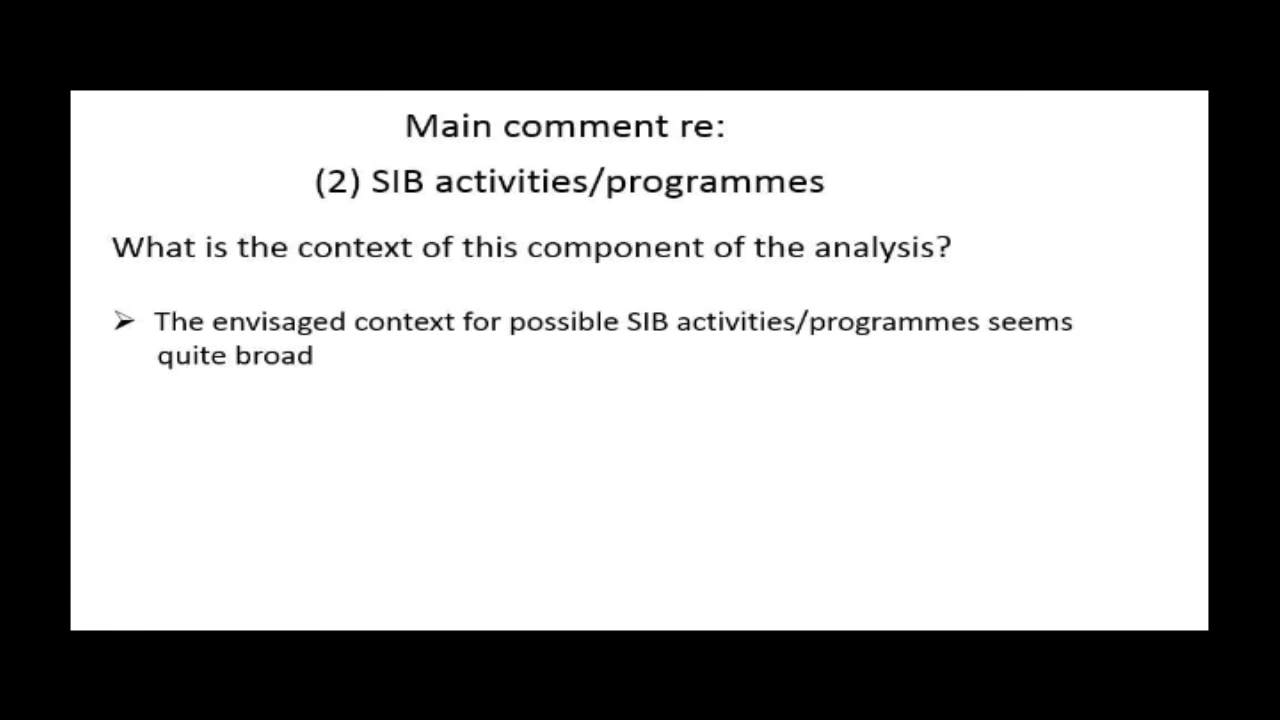 Main comment re:
(2) SIB activities/programmes
What is the context of this component of the analysis?
➢ The envisaged context for possible SIB activities/programmes seems
quite broad